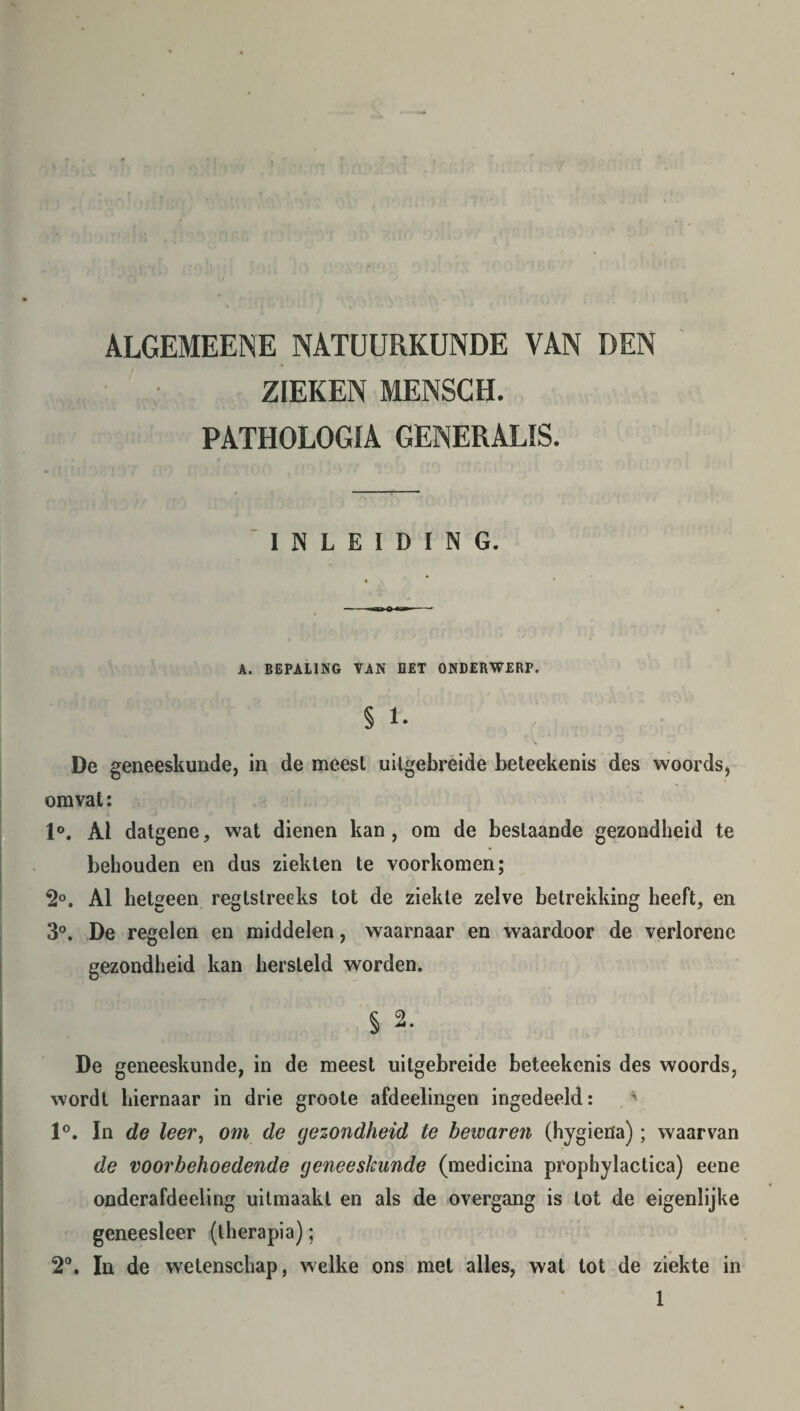 ALGEMEENE NATUURKUNDE VAN DEN
ZIEKEN MENSCH.
PATHOLOGIA GENERALIS.
INLEIDING.
A. BEPALING VAN HET ONDERWERP.
§ 1.
De geneeskunde, in de meest uitgebreide beteekenis des woords,
omvat:
1º. Al datgene, wat dienen kan, om de bestaande gezondheid te
behouden en dus ziekten te voorkomen;
2º. Al hetgeen regtstreeks tot de ziekte zelve betrekking heeft, en
3º. De regelen en middelen, waarnaar en waardoor de verlorene
gezondheid kan hersteld worden.
§ 2.
De geneeskunde, in de meest uitgebreide beteekenis des woords,
wordt hiernaar in drie groote afdeelingen ingedeeld:
1º. In de leer, om de gezondheid te bewaren (hygiena); waarvan
de voorbehoedende geneeskunde (medicina prophylactica) eene
onderafdeeling uitmaakt en als de overgang is tot de eigenlijke
geneesleer (therapia);
2º. In de wetenschap, welke ons met alles, wat tot de ziekte in
1